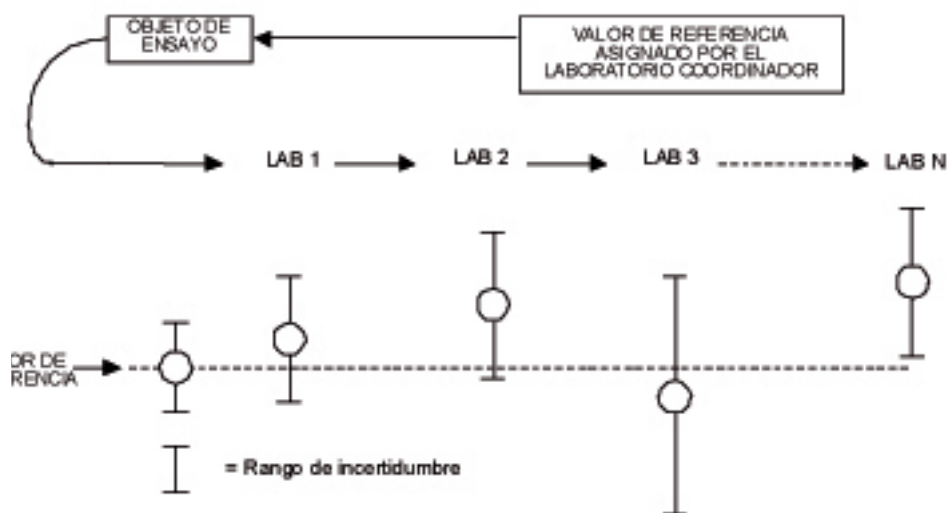 OBJETO DE
ENSAYO
VALOR DE REFERENCIA
ASIGNADO POR EL
LABORATORIO COORDINADOR
LAB 1
LAB 2
LAB 3
LAB N
OR DE
RENCIA
= Rango de incertidumbre